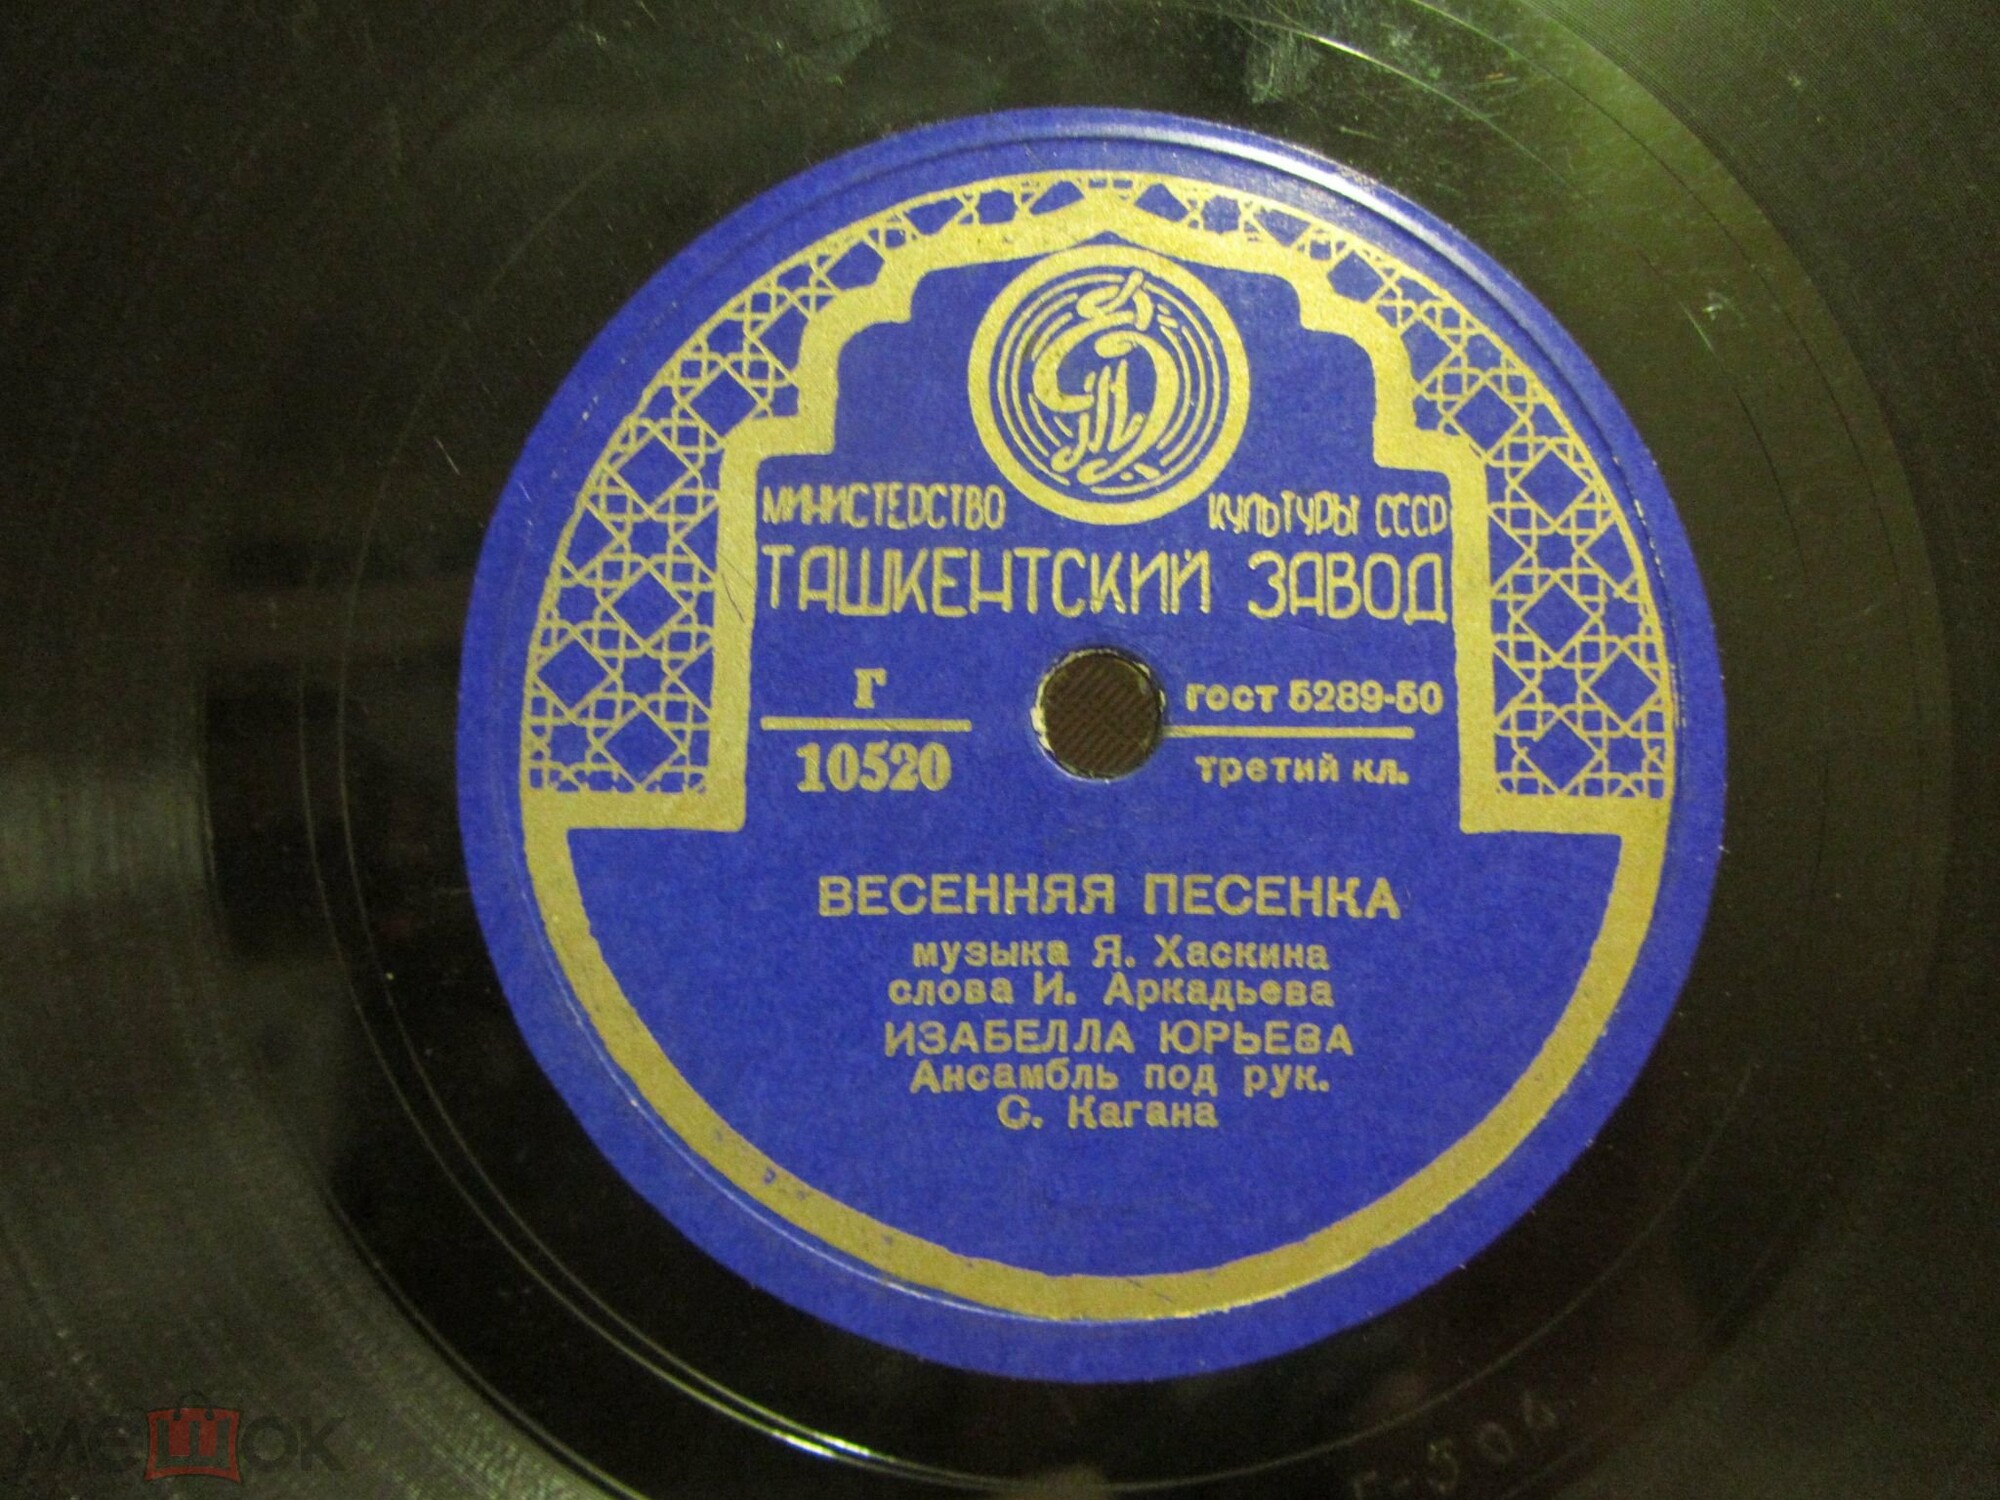 МИНИСТЕРСТВО КУЛЬТУРЫ СССР
ТАШКЕНТСКИЙ ЗАВОД
Г гост 5289-50
10520 третий кл.
ВЕСЕННЯЯ ПЕСЕНКА
музыка Я. Хаскина
слова И. Аркадьева
ИЗАБЕЛЛА ЮРЬЕВА
Ансамбль под рук.
С. Кагана
мешок